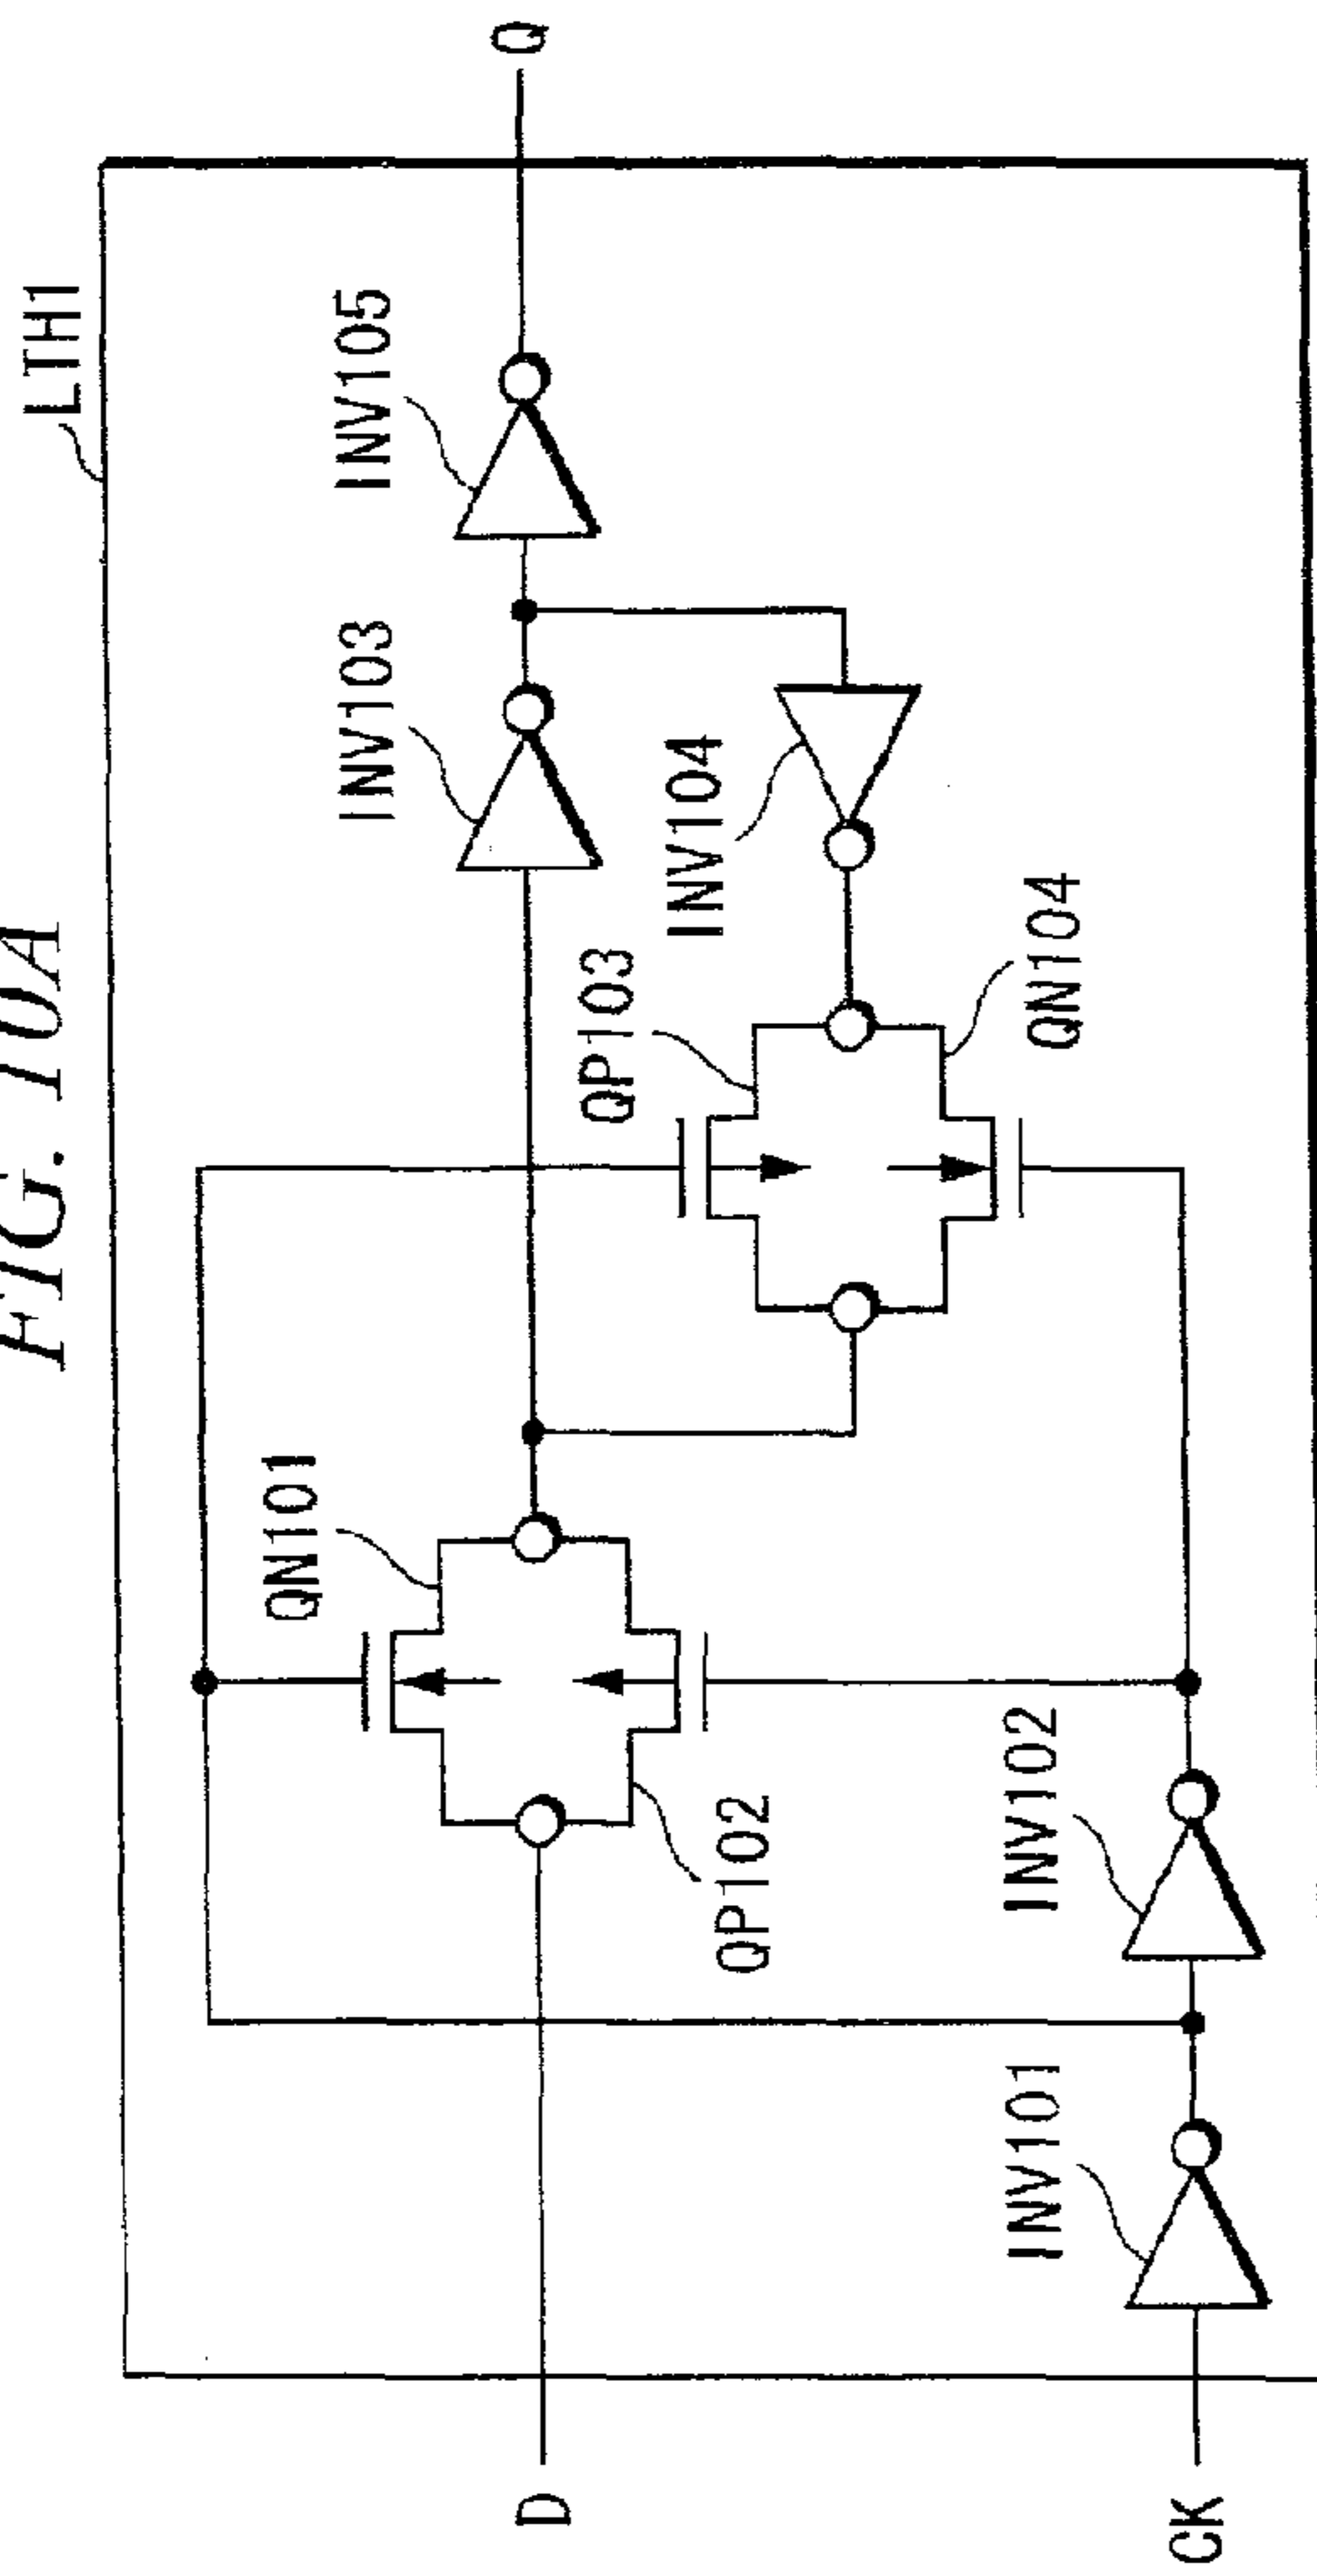 FIG. 10A
LTH1
QN101
INV103
INV105
Q
D
QP102
QP103
INV104
QN104
CK
INV101
INV102